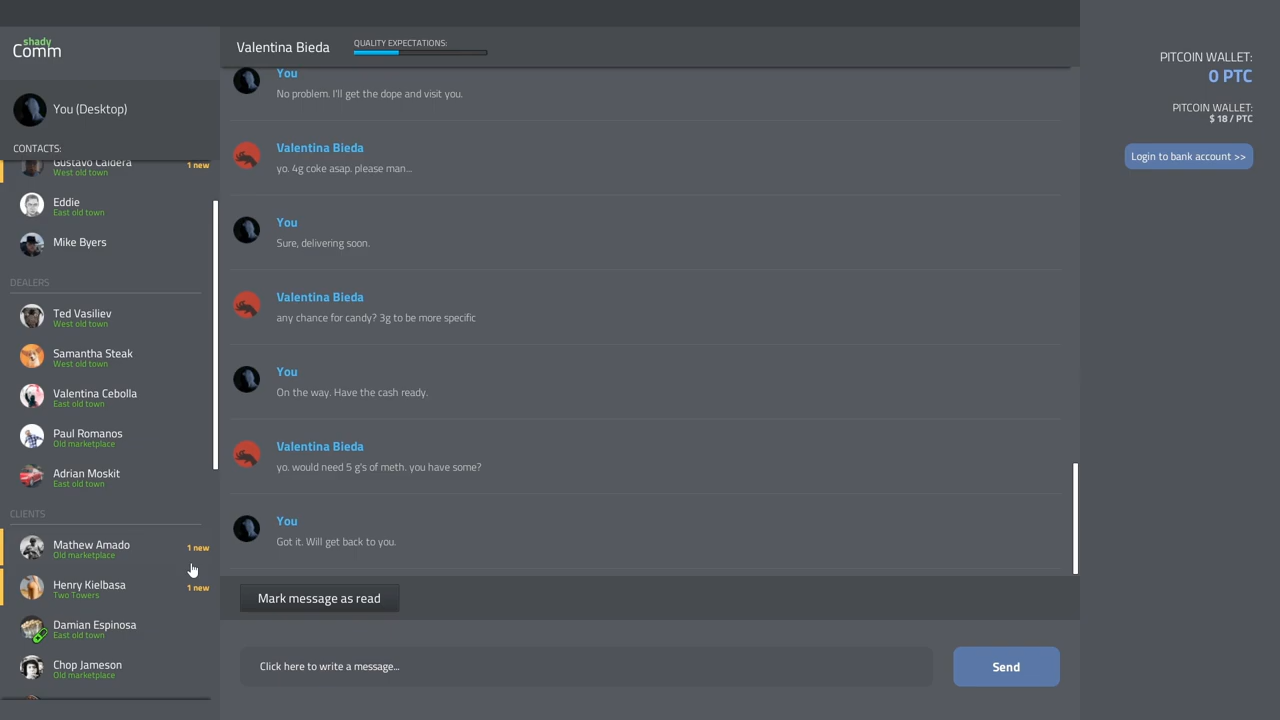 shady
Comm
You (Desktop)
CONTACTS:
Gustavo Caldera
1 new
West old town
Eddie
East old town
Mike Byers
DEALERS
Ted Vasiliev
West old town
Samantha Steak
West old town
Valentina Cebolla
East old town
Paul Romanos
Old marketplace
Adrian Moskit
East old town
CLIENTS
Mathew Amado
1 new
Old marketplace
Henry Kielbasa
1 new
Two Towers
Damian Espinosa
East old town
Chop Jameson
Old marketplace
Valentina Bieda
QUALITY EXPECTATIONS:
You
No problem. I'll get the dope and visit you.
Valentina Bieda
yo. 4g coke asap. please man...
You
Sure, delivering soon.
Valentina Bieda
any chance for candy? 3g to be more specific
You
On the way. Have the cash ready.
Valentina Bieda
yo. would need 5 g's of meth. you have some?
You
Got it. Will get back to you.
Mark message as read
Click here to write a message...
Send
PITCOIN WALLET:
0 PTC
PITCOIN WALLET:
$ 18 / PTC
Login to bank account >>